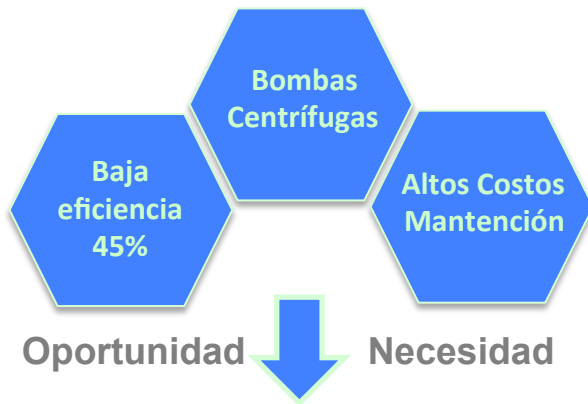 Bombas
Centrífugas
Baja
eficiencia
45%
Altos Costos
Mantención
Oportunidad
Necesidad